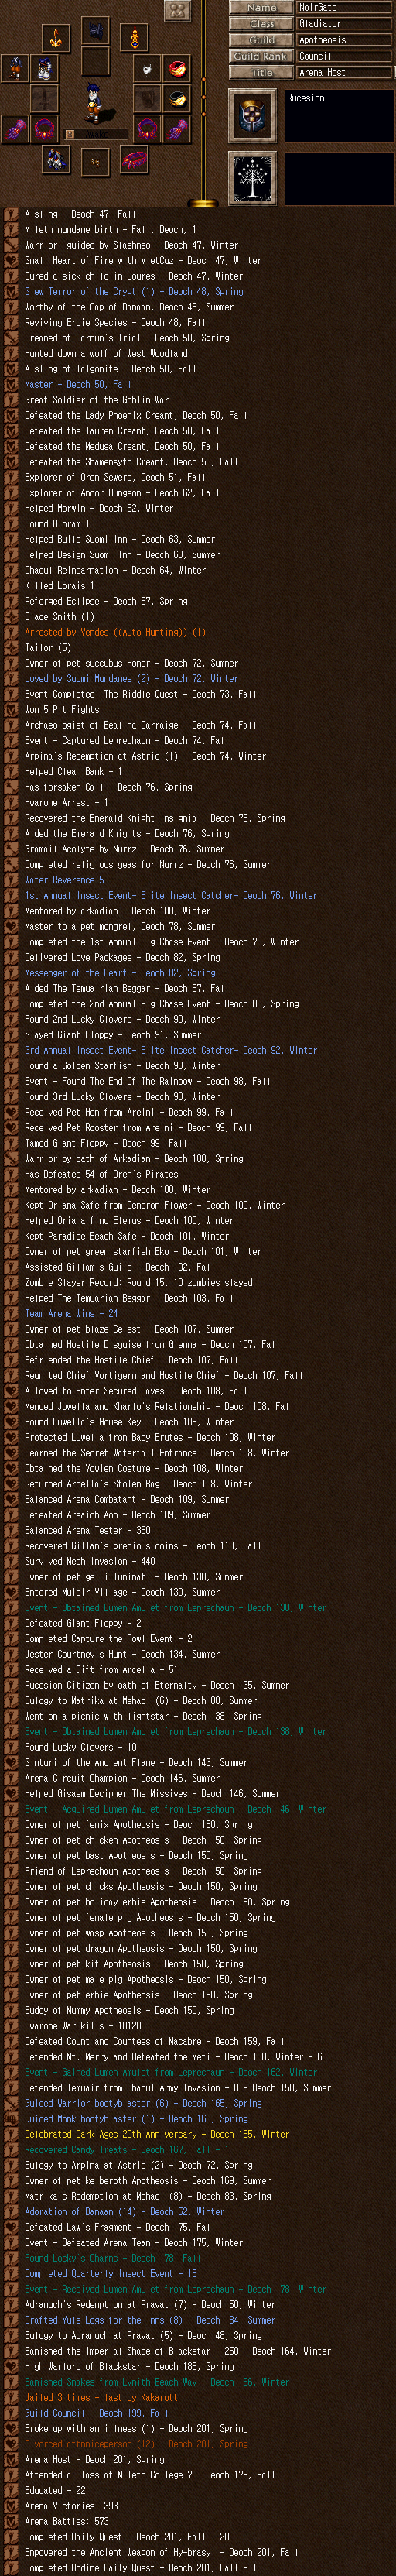 Name NoirGato
Class Gladiator
Guild Apotheosis
Guild Rank Council
Title Arena Host
Rucesion
Aisling - Deoch 47, Fall
Mileth mundane birth - Fall, Deoch, 1
Warrior, guided by Slashneo - Deoch 47, Winter
Small Heart of Fire with VietCuz - Deoch 47, Winter
Cured a sick child in Loures - Deoch 47, Winter
Slew Terror of the Crypt (1) - Deoch 48, Spring
Worthy of the Cap of Danaan, Deoch 48, Summer
Reviving Erbie Species - Deoch 48, Fall
Dreamed of Carnun's Trial - Deoch 50, Spring
Hunted down a wolf of West Woodland
Aisling of Talgonite - Deoch 50, Fall
Master - Deoch 50, Fall
Great Soldier of the Goblin War
Defeated the Lady Phoenix Creant, Deoch 50, Fall
Defeated the Tauren Creant, Deoch 50, Fall
Defeated the Medusa Creant, Deoch 50, Fall
Defeated the Shamensyth Creant, Deoch 50, Fall
Explorer of Oren Sewers, Deoch 51, Fall
Explorer of Andor Dungeon - Deoch 62, Fall
Helped Morwin - Deoch 62, Winter
Found Dioram 1
Helped Build Suomi Inn - Deoch 63, Summer
Helped Design Suomi Inn - Deoch 63, Summer
Chadul Reincarnation - Deoch 64, Winter
Killed Lorais 1
Reforged Eclipse - Deoch 67, Spring
Blade Smith (1)
Arrested by Vendes ((Auto Hunting)) (1)
Tailor (5)
Owner of pet succubus Honor - Deoch 72, Summer
Loved by Suomi Mundanes (2) - Deoch 72, Winter
Event Completed: The Riddle Quest - Deoch 73, Fall
Won 5 Pit Fights
Archaeologist of Beal na Carraige - Deoch 74, Fall
Event - Captured Leprechaun - Deoch 74, Fall
Arpina's Redemption at Astrid (1) - Deoch 74, Winter
Helped Clean Bank - 1
Has forsaken Cail - Deoch 76, Spring
Hwarone Arrest - 1
Recovered the Emerald Knight Insignia - Deoch 76, Spring
Aided the Emerald Knights - Deoch 76, Spring
Gramail Acolyte by Nurrz - Deoch 76, Summer
Completed religious geas for Nurrz - Deoch 76, Summer
Water Reverence 5
1st Annual Insect Event- Elite Insect Catcher- Deoch 76, Winter
Mentored by arkadian - Deoch 100, Winter
Master to a pet mongrel, Deoch 78, Summer
Completed the 1st Annual Pig Chase Event - Deoch 79, Winter
Delivered Love Packages - Deoch 82, Spring
Messenger of the Heart - Deoch 82, Spring
Aided The Temuairian Beggar - Deoch 87, Fall
Completed the 2nd Annual Pig Chase Event - Deoch 88, Spring
Found 2nd Lucky Clovers - Deoch 90, Winter
Slayed Giant Floppy - Deoch 91, Summer
3rd Annual Insect Event- Elite Insect Catcher- Deoch 92, Winter
Found a Golden Starfish - Deoch 93, Winter
Event - Found The End Of The Rainbow - Deoch 98, Fall
Found 3rd Lucky Clovers - Deoch 98, Winter
Received Pet Hen from Areini - Deoch 99, Fall
Received Pet Rooster from Areini - Deoch 99, Fall
Tamed Giant Floppy - Deoch 99, Fall
Warrior by oath of Arkadian - Deoch 100, Spring
Has Defeated 54 of Oren's Pirates
Mentored by arkadian - Deoch 100, Winter
Kept Oriana Safe from Dendron Flower - Deoch 100, Winter
Helped Oriana find Elemus - Deoch 100, Winter
Kept Paradise Beach Safe - Deoch 101, Winter
Owner of pet green starfish Bko - Deoch 101, Winter
Assisted Gillam's Guild - Deoch 102, Fall
Zombie Slayer Record: Round 15, 10 zombies slayed
Helped The Temuarian Beggar - Deoch 103, Fall
Team Arena Wins - 24
Owner of pet blaze Celest - Deoch 107, Summer
Obtained Hostile Disguise from Glenna - Deoch 107, Fall
Befriended the Hostile Chief - Deoch 107, Fall
Reunited Chief Vortigern and Hostile Chief - Deoch 107, Fall
Allowed to Enter Secured Caves - Deoch 108, Fall
Mended Jowella and Kharlo's Relationship - Deoch 108, Fall
Found Luwella's House Key - Deoch 108, Winter
Protected Luvella from Baby Brutes - Deoch 108, Winter
Learned the Secret Waterfall Entrance - Deoch 108, Winter
Obtained the Yowien Costume - Deoch 108, Winter
Returned Arcella's Stolen Bag - Deoch 108, Winter
Balanced Arena Combatant - Deoch 109, Summer
Defeated Arsaidh Aon - Deoch 109, Summer
Balanced Arena Tester - 360
Recovered Gillam's precious coins - Deoch 110, Fall
Survived Mech Invasion - 440
Owner of pet gel illuminati - Deoch 130, Summer
Entered Muisir Village - Deoch 130, Summer
Event - Obtained Lumen Amulet from Leprechaun - Deoch 138, Winter
Defeated Giant Floppy - 2
Completed Capture the Fowl Event - 2
Jester Courtney's Hunt - Deoch 134, Summer
Received a Gift from Arcella - 51
Rucesion Citizen by oath of Eternalty - Deoch 135, Summer
Eulogy to Matrika at Mehadi (6) - Deoch 80, Summer
Went on a picnic with lightstar - Deoch 138, Spring
Event - Obtained Lumen Amulet from Leprechaun - Deoch 138, Winter
Found Lucky Clovers - 10
Sinturi of the Ancient Flame - Deoch 143, Summer
Arena Circuit Champion - Deoch 146, Summer
Helped Gisaem Decipher The Missives - Deoch 146, Summer
Event - Acquired Lumen Amulet from Leprechaun - Deoch 146, Winter
Owner of pet fenix Apotheosis - Deoch 150, Spring
Owner of pet chicken Apotheosis - Deoch 150, Spring
Owner of pet bast Apotheosis - Deoch 150, Spring
Friend of Leprechaun Apotheosis - Deoch 150, Spring
Owner of pet chicks Apotheosis - Deoch 150, Spring
Owner of pet holiday erbie Apotheosis - Deoch 150, Spring
Owner of pet female pig Apotheosis - Deoch 150, Spring
Owner of pet wasp Apotheosis - Deoch 150, Spring
Owner of pet dragon Apotheosis - Deoch 150, Spring
Owner of pet kit Apotheosis - Deoch 150, Spring
Owner of pet male pig Apotheosis - Deoch 150, Spring
Owner of pet erbie Apotheosis - Deoch 150, Spring
Buddy of Mummy Apotheosis - Deoch 150, Spring
Hwarone War kills - 10120
Defeated Count and Countess of Macabre - Deoch 159, Fall
Defended Mt. Merry and Defeated the Yeti - Deoch 160, Winter - 6
Event - Gained Lumen Amulet from Leprechaun - Deoch 162, Winter
Defended Temuair from Chadul Army Invasion - 8 - Deoch 150, Summer
Guided Warrior bootyblaster (6) - Deoch 165, Spring
Guided Monk bootyblaster (1) - Deoch 165, Spring
Celebrated Dark Ages 20th Anniversary - Deoch 165, Winter
Recovered Candy Treats - Deoch 167, Fall - 1
Eulogy to Arpina at Astrid (2) - Deoch 72, Spring
Owner of pet kelberoth Apotheosis - Deoch 169, Summer
Matrika's Redemption at Mehadi (8) - Deoch 83, Spring
Adoration of Danaan (14) - Deoch 52, Winter
Defeated Law's Fragment - Deoch 175, Fall
Event - Defeated Arena Team - Deoch 175, Winter
Found Locky's Charms - Deoch 178, Fall
Completed Quarterly Insect Event - 16
Event - Received Lumen Amulet from Leprechaun - Deoch 178, Winter
Adranuch's Redemption at Pravat (7) - Deoch 50, Winter
Crafted Yule Logs for the Inns (8) - Deoch 184, Summer
Eulogy to Adranuch at Pravat (5) - Deoch 48, Spring
Banished the Imperial Shade of Blackstar - 250 - Deoch 164, Winter
High Warlord of Blackstar - Deoch 186, Spring
Banished Snakes from Lynith Beach Way - Deoch 186, Winter
Jailed 3 times - last by Kakarott
Guild Council - Deoch 199, Fall
Broke up with an illness (1) - Deoch 201, Spring
Divorced attnniceperson (12) - Deoch 201, Spring
Arena Host - Deoch 201, Spring
Attended a Class at Mileth College 7 - Deoch 175, Fall
Educated - 22
Arena Victories: 393
Arena Battles: 573
Completed Daily Quest - Deoch 201, Fall - 20
Empowered the Ancient Weapon of Hy-brasyl - Deoch 201, Fall
Completed Undine Daily Quest - Deoch 201, Fall - 1